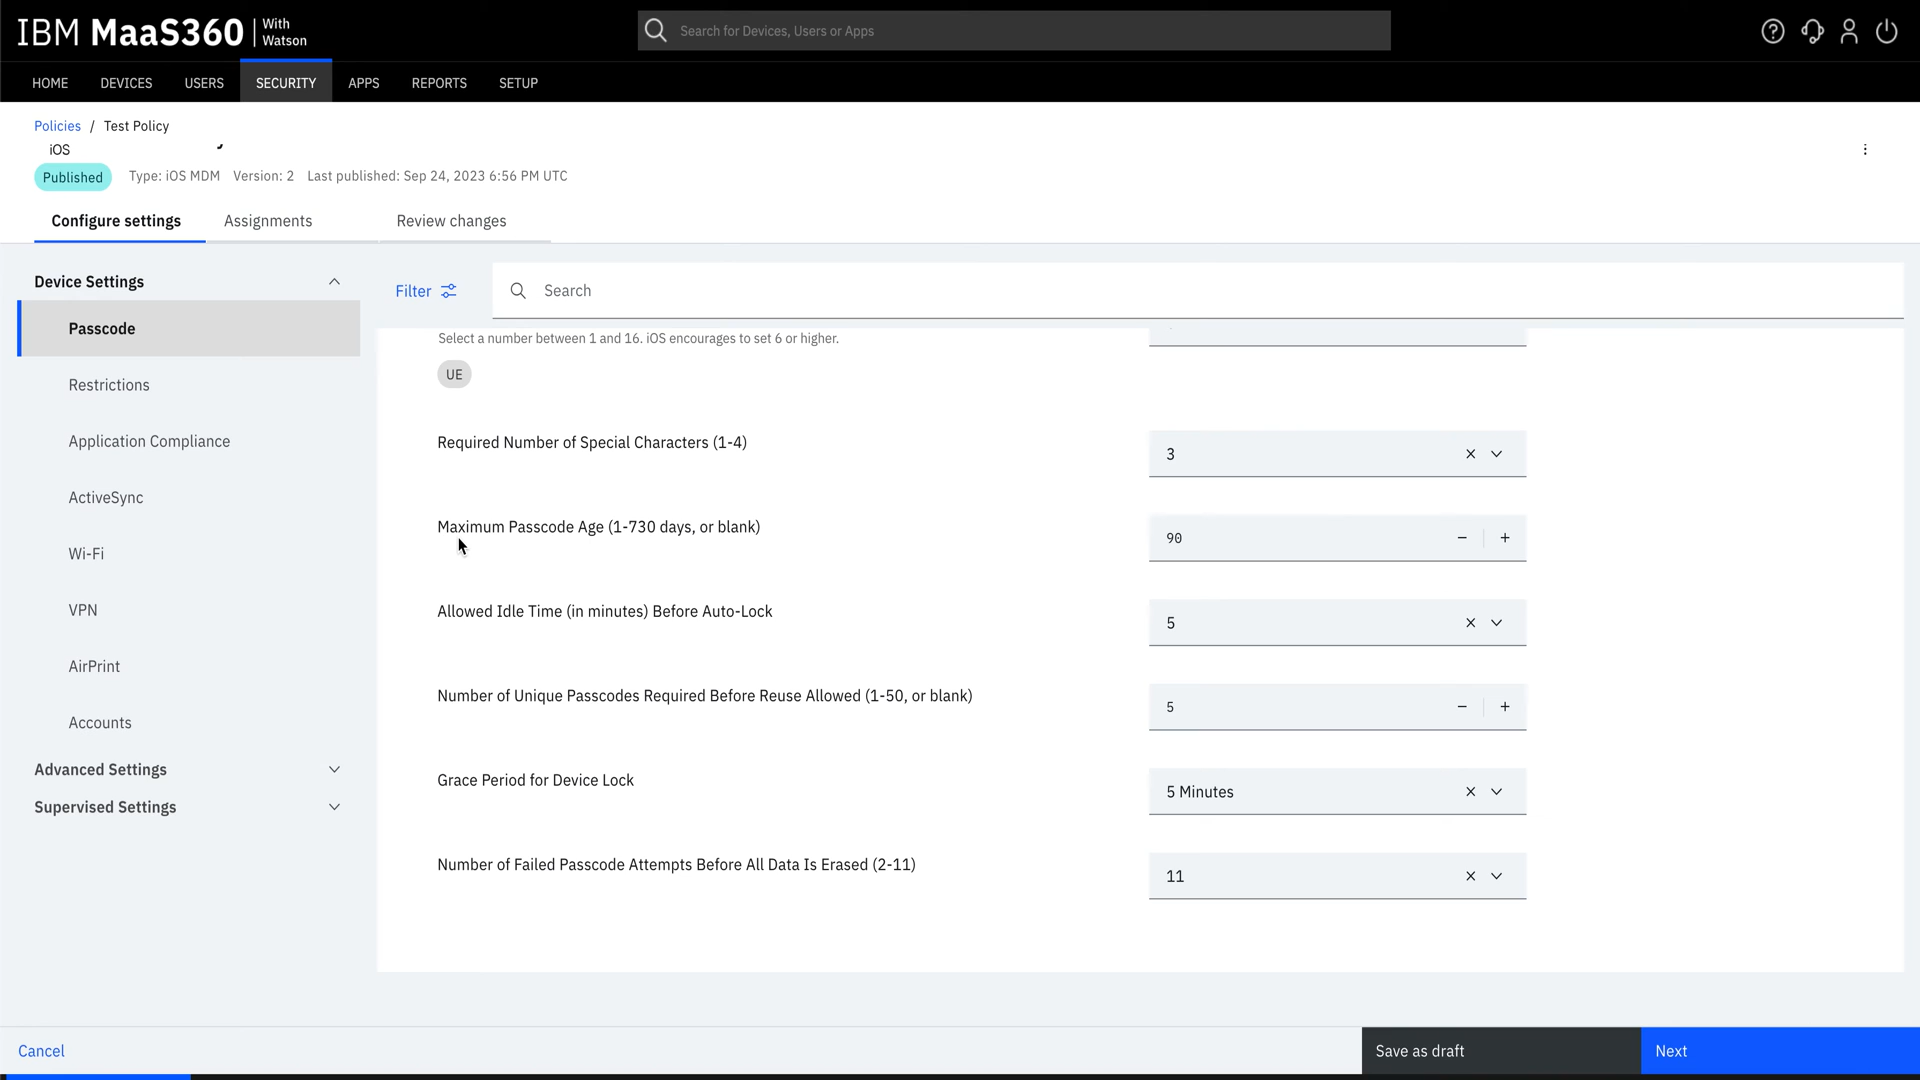 IBM MaaS360
With
Watson
Search for Devices, Users or Apps
HOME
DEVICES
USERS
SECURITY
APPS
REPORTS
SETUP
Policies / Test Policy
iOS
Published
Type: iOS MDM
Version: 2
Last published: Sep 24, 2023 6:56 PM UTC
Configure settings
Assignments
Review changes
Device Settings
Passcode
Restrictions
Application Compliance
ActiveSync
Wi-Fi
VPN
AirPrint
Accounts
Advanced Settings
Supervised Settings
Filter
Search
Select a number between 1 and 16. iOS encourages to set 6 or higher.
UE
Required Number of Special Characters (1-4)
3
Maximum Passcode Age (1-730 days, or blank)
90
Allowed Idle Time (in minutes) Before Auto-Lock
5
Number of Unique Passcodes Required Before Reuse Allowed (1-50, or blank)
5
Grace Period for Device Lock
5 Minutes
Number of Failed Passcode Attempts Before All Data Is Erased (2-11)
11
Cancel
Save as draft
Next